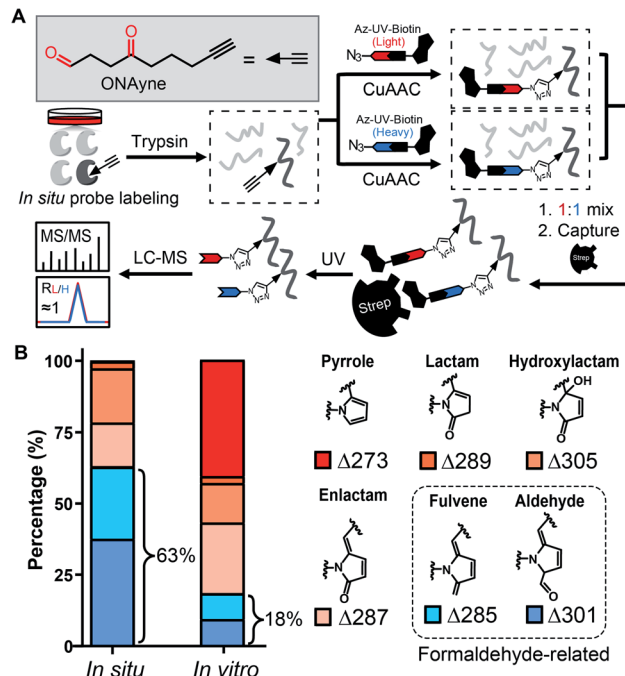 A
O
O
ONAyne
=
Az-UV-Biotin
(Light)
N₃
CuAAC
N=N
Trypsin
In situ probe labeling
Az-UV-Biotin
(Heavy)
N₃
CuAAC
1. 1:1 mix
2. Capture
Strep
MS/MS
LC-MS
UV
Strep
R L/H
≈1
B
Percentage (%)
100
75
50
25
0
63%
18%
In situ
In vitro
Pyrrole
Lactam
Hydroxylactam
N
N
O
N
OH
O
Δ273
Δ289
Δ305
Enlactam
Fulvene
Aldehyde
N
O
N
N
O
Δ287
Δ285
Δ301
Formaldehyde-related